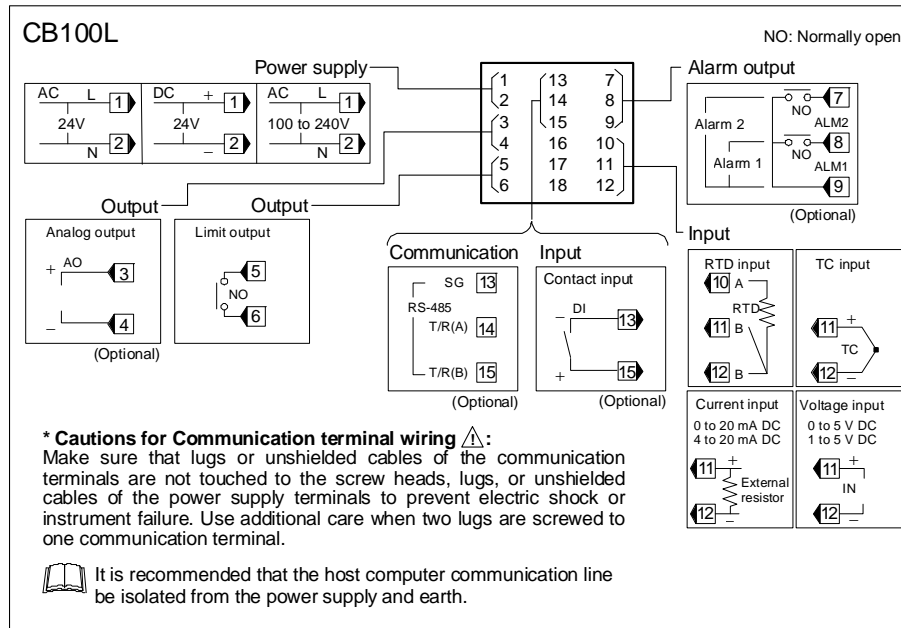 CB100L
NO: Normally open
Power supply
AC L 1
24V
N 2
DC + 1
24V
– 2
AC L 1
100 to 240V
N 2
1 13 7
2 14 8
3 15 9
4 16 10
5 17 11
6 18 12
Alarm output
7
NO
ALM2
Alarm 2
8
NO
Alarm 1
ALM1
9
(Optional)
Output
Analog output
+ AO 3
– 4
(Optional)
Output
Limit output
5
NO
6
Communication
SG 13
RS-485
T/R(A) 14
T/R(B) 15
(Optional)
Input
Contact input
– DI 13
+ 15
(Optional)
Input
RTD input
10 A
RTD
11 B
12 B
TC input
11 +
TC
12 –
Current input
0 to 20 mA DC
4 to 20 mA DC
11 +
External
resistor
12 –
Voltage input
0 to 5 V DC
1 to 5 V DC
11 +
IN
12 –
* Cautions for Communication terminal wiring ⚠ :
Make sure that lugs or unshielded cables of the communication
terminals are not touched to the screw heads, lugs, or unshielded
cables of the power supply terminals to prevent electric shock or
instrument failure. Use additional care when two lugs are screwed to
one communication terminal.
It is recommended that the host computer communication line
be isolated from the power supply and earth.